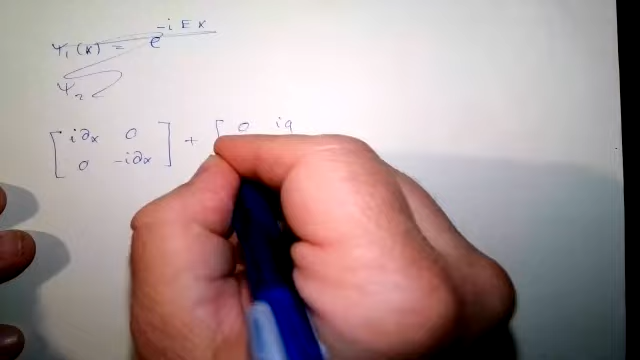 Ψ₁(x) = e^{-iEx}
Ψ₂
[ i∂x 0 ; 0 -i∂x ] + [ 0 iq